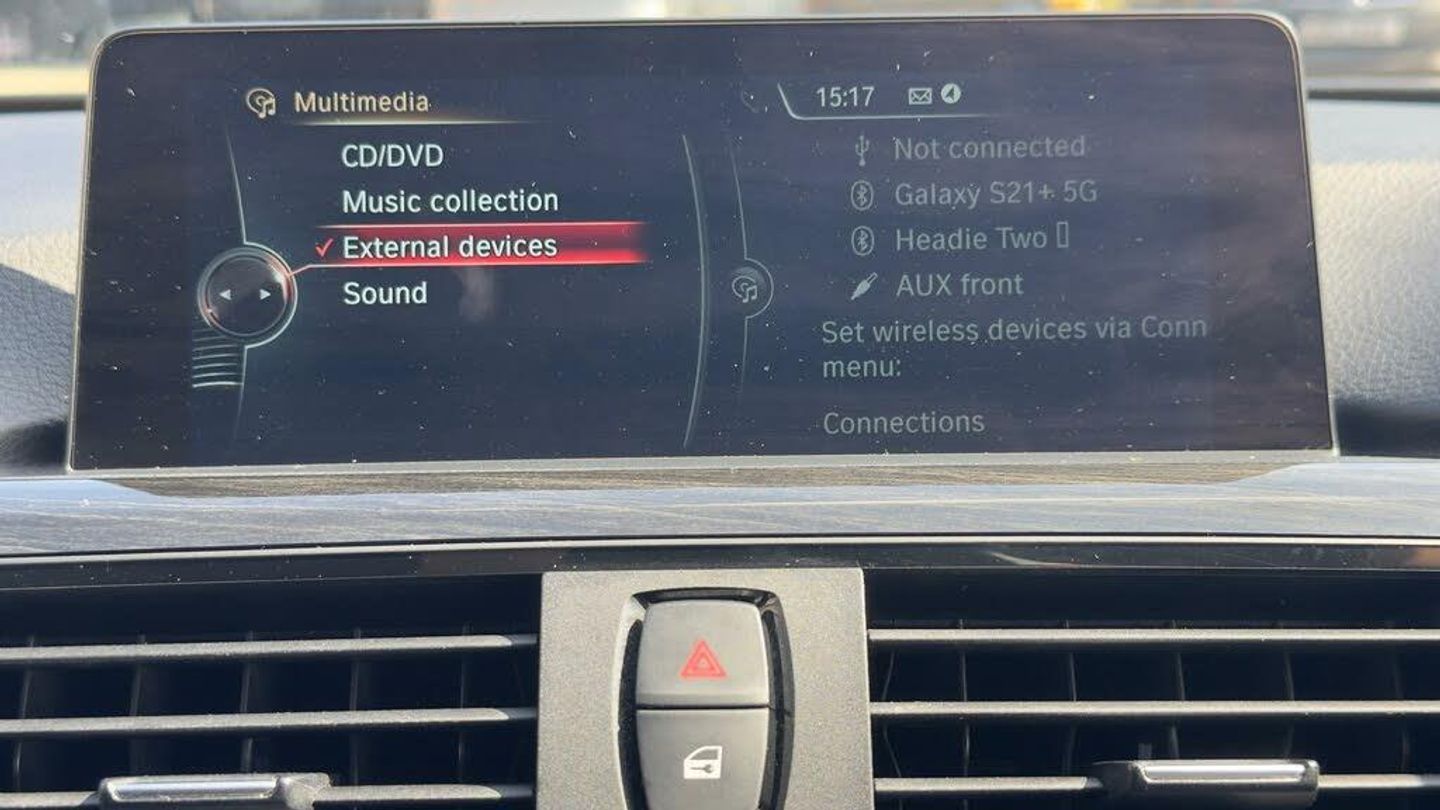 Multimedia
CD/DVD
Music collection
External devices
Sound
15:17
Not connected
Galaxy S21+ 5G
Headie Two ▯
AUX front
Set wireless devices via Conn
menu:
Connections